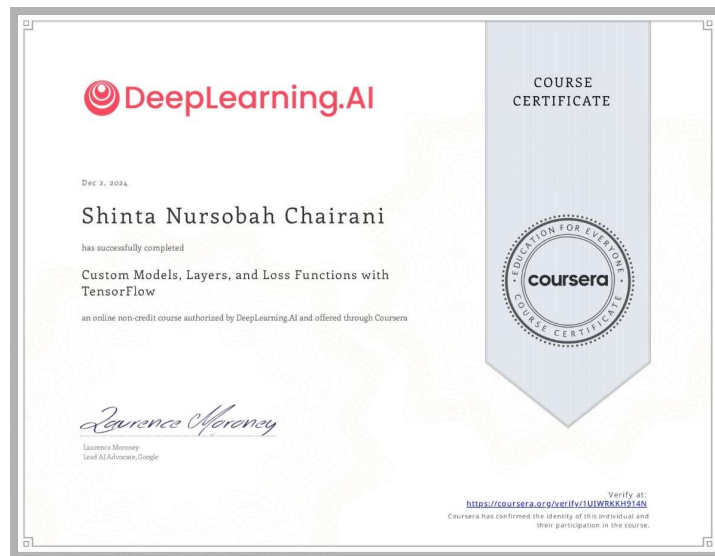 DeepLearning.AI
COURSE
CERTIFICATE
Dec 2, 2024
Shinta Nursobah Chairani
has successfully completed
Custom Models, Layers, and Loss Functions with
TensorFlow
an online non-credit course authorized by DeepLearning.AI and offered through Coursera
EDUCATION FOR EVERYONE
coursera
COURSE CERTIFICATE
Laurence Moroney
Laurence Moroney
Lead AI Advocate, Google
Verify at:
https://coursera.org/verify/1UIWRKKH914N
Coursera has confirmed the identity of this individual and
their participation in the course.